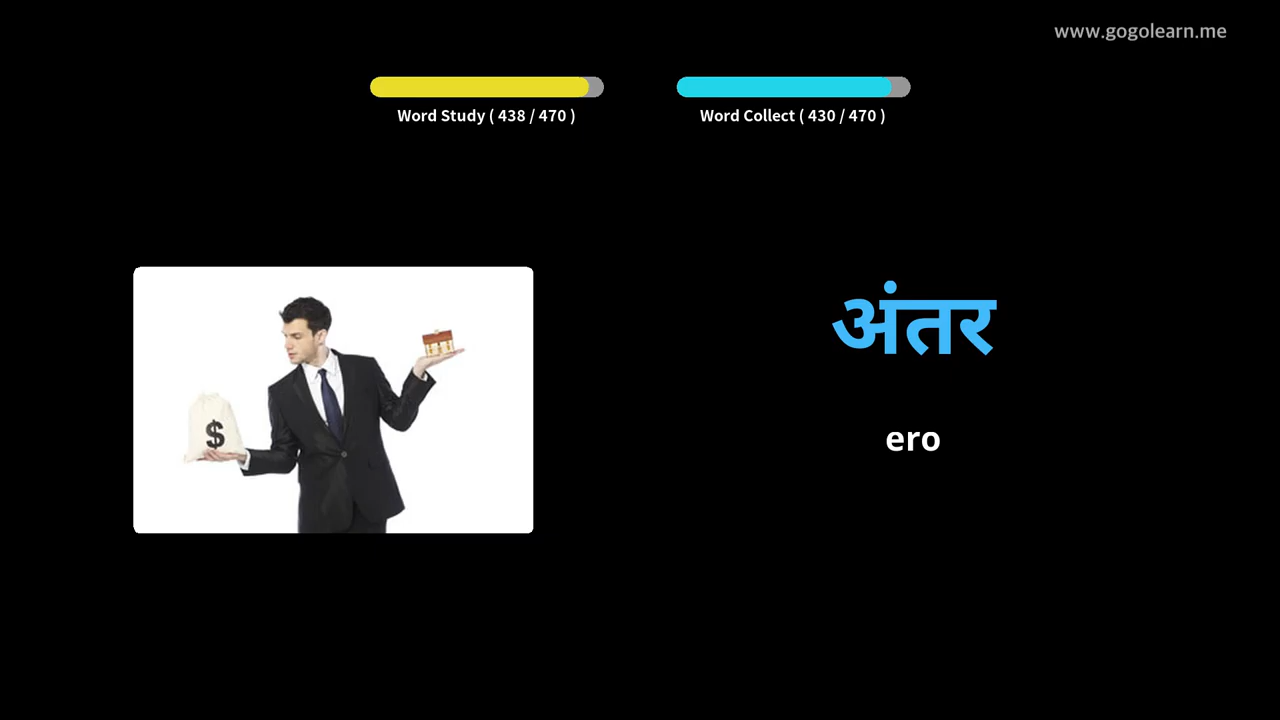 www.gogolearn.me
Word Study ( 438 / 470 )
Word Collect ( 430 / 470 )
$
अंतर
ero